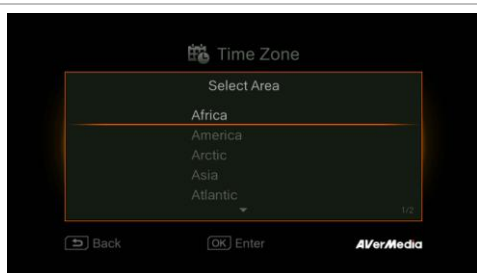 Time Zone
Select Area
Africa
America
Arctic
Asia
Atlantic
1/2
Back
OK Enter
AVerMedia